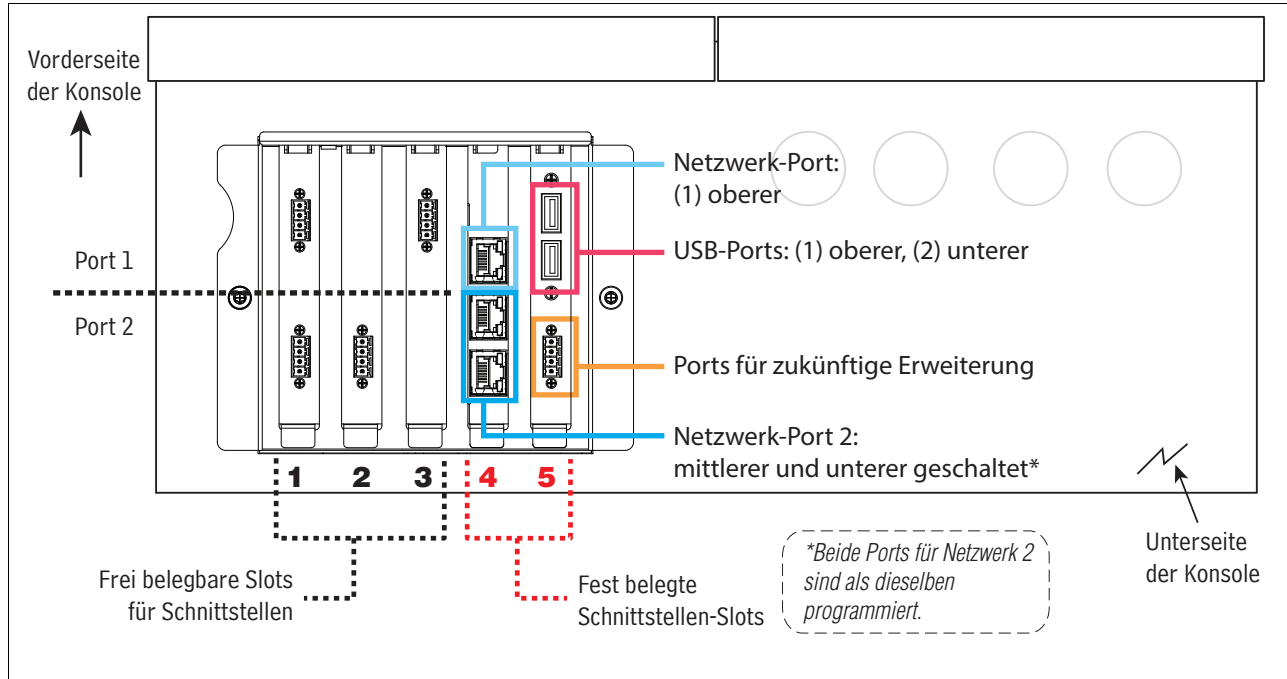 Vorderseite
der Konsole
Netzwerk-Port:
(1) oberer
USB-Ports: (1) oberer, (2) unterer
Port 1
Port 2
Ports für zukünftige Erweiterung
Netzwerk-Port 2:
mittlerer und unterer geschaltet*
1 2 3 4 5
Frei belegbare Slots
für Schnittstellen
Fest belegte
Schnittstellen-Slots
*Beide Ports für Netzwerk 2
sind als dieselben
programmiert.
Unterseite
der Konsole